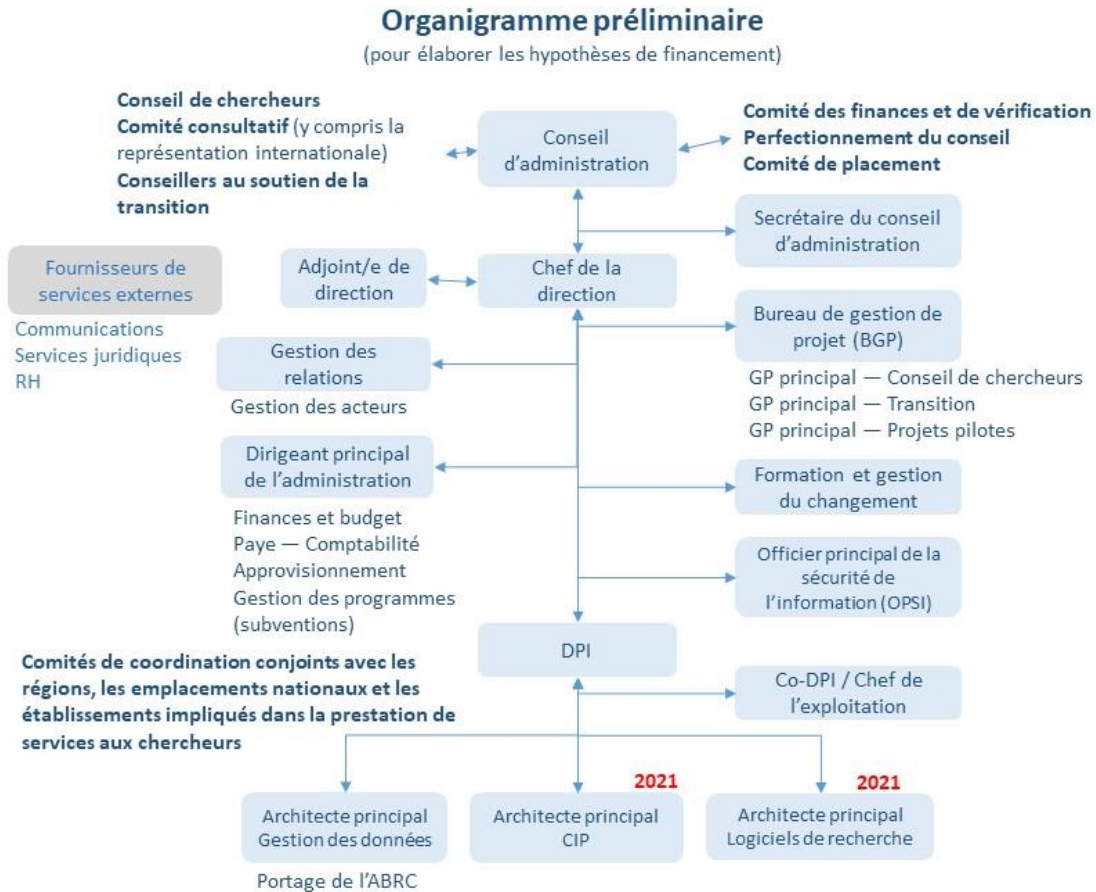 Organigramme préliminaire
(pour élaborer les hypothèses de financement)
Conseil de chercheurs
Comité consultatif (y compris la
représentation internationale)
Conseillers au soutien de la
transition
Conseil
d’administration
Comité des finances et de vérification
Perfectionnement du conseil
Comité de placement
Secrétaire du conseil
d’administration
Fournisseurs de
services externes
Communications
Services juridiques
RH
Adjoint/e de
direction
Chef de la
direction
Bureau de gestion de
projet (BGP)
GP principal — Conseil de chercheurs
GP principal — Transition
GP principal — Projets pilotes
Gestion des
relations
Gestion des acteurs
Dirigeant principal
de l’administration
Finances et budget
Paye — Comptabilité
Approvisionnement
Gestion des programmes
(subventions)
Formation et gestion
du changement
Officier principal de la
sécurité de
l’information (OPSI)
DPI
Comités de coordination conjoints avec les
régions, les emplacements nationaux et les
établissements impliqués dans la prestation de
services aux chercheurs
Co-DPI / Chef de
l’exploitation
Architecte principal
Gestion des données
Portage de l’ABRC
2021
Architecte principal
CIP
2021
Architecte principal
Logiciels de recherche